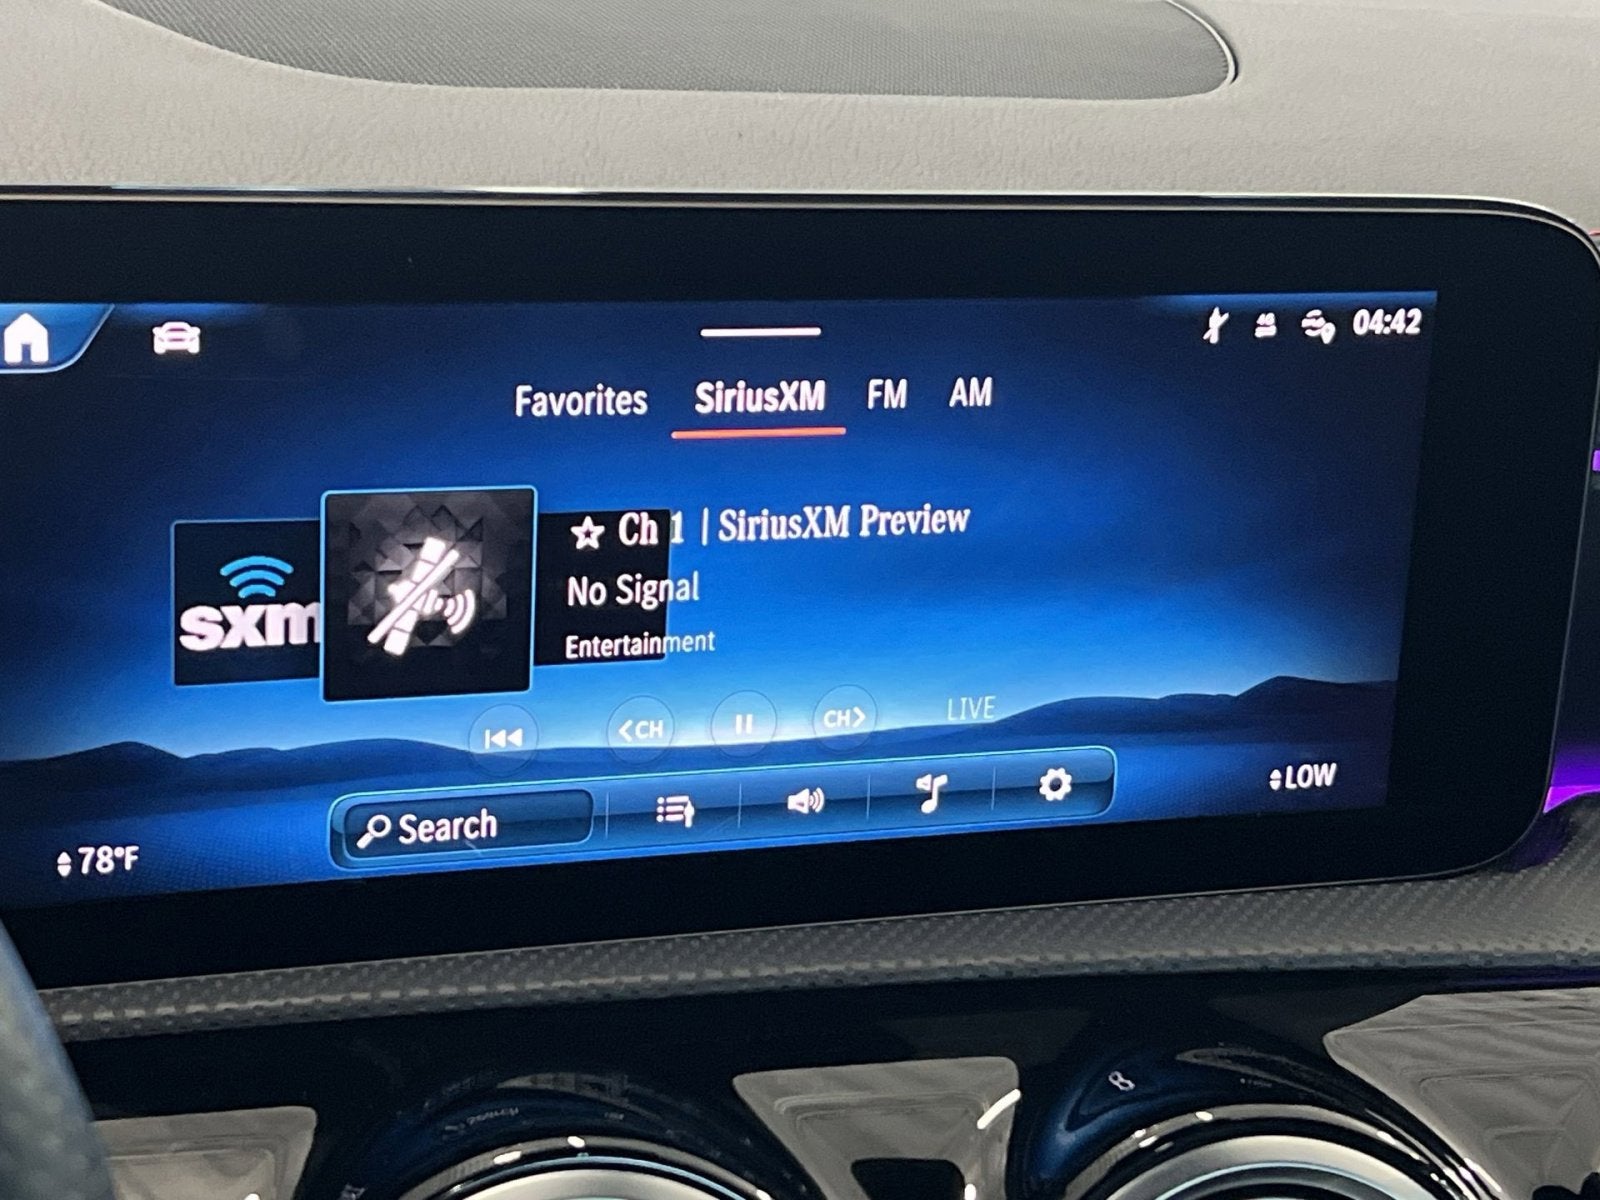 4G 04:42
Favorites SiriusXM FM AM
sxm
Ch 1 | SiriusXM Preview
No Signal
Entertainment
<CH CH> LIVE
Search
78°F
LOW